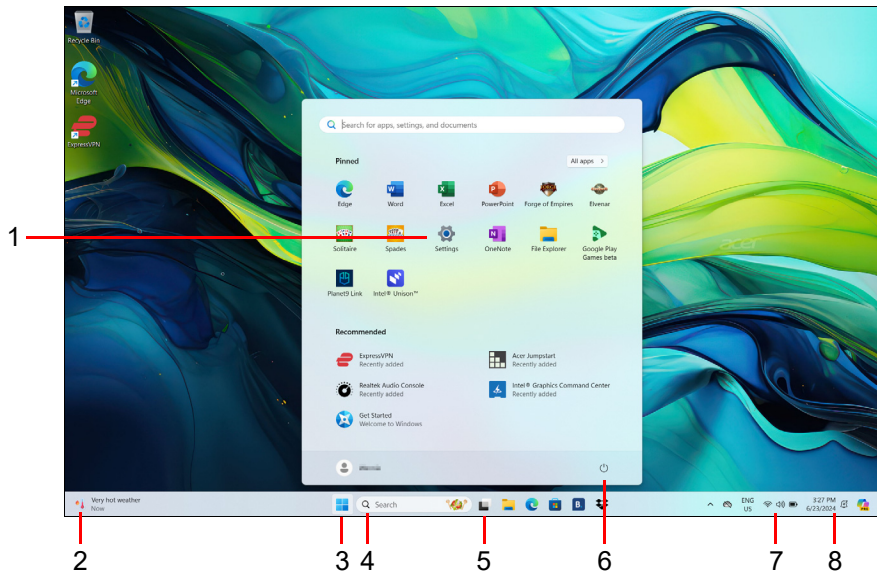 Recycle Bin
Microsoft
Edge
ExpressVPN
Search for apps, settings, and documents
Pinned
All apps >
Edge Word Excel PowerPoint Forge of Empires Elvenar
1
Solitaire Spades Settings OneNote File Explorer Google Play
Games beta
Planet9 Link Intel® Unison™
acer
Recommended
ExpressVPN
Recently added
Acer Jumpstart
Recently added
Realtek Audio Console
Recently added
Intel® Graphics Command Center
Recently added
Get Started
Welcome to Windows
Very hot weather
Now
Search
B.
ENG
US
3:27 PM
6/23/2024
2 3 4 5 6 7 8